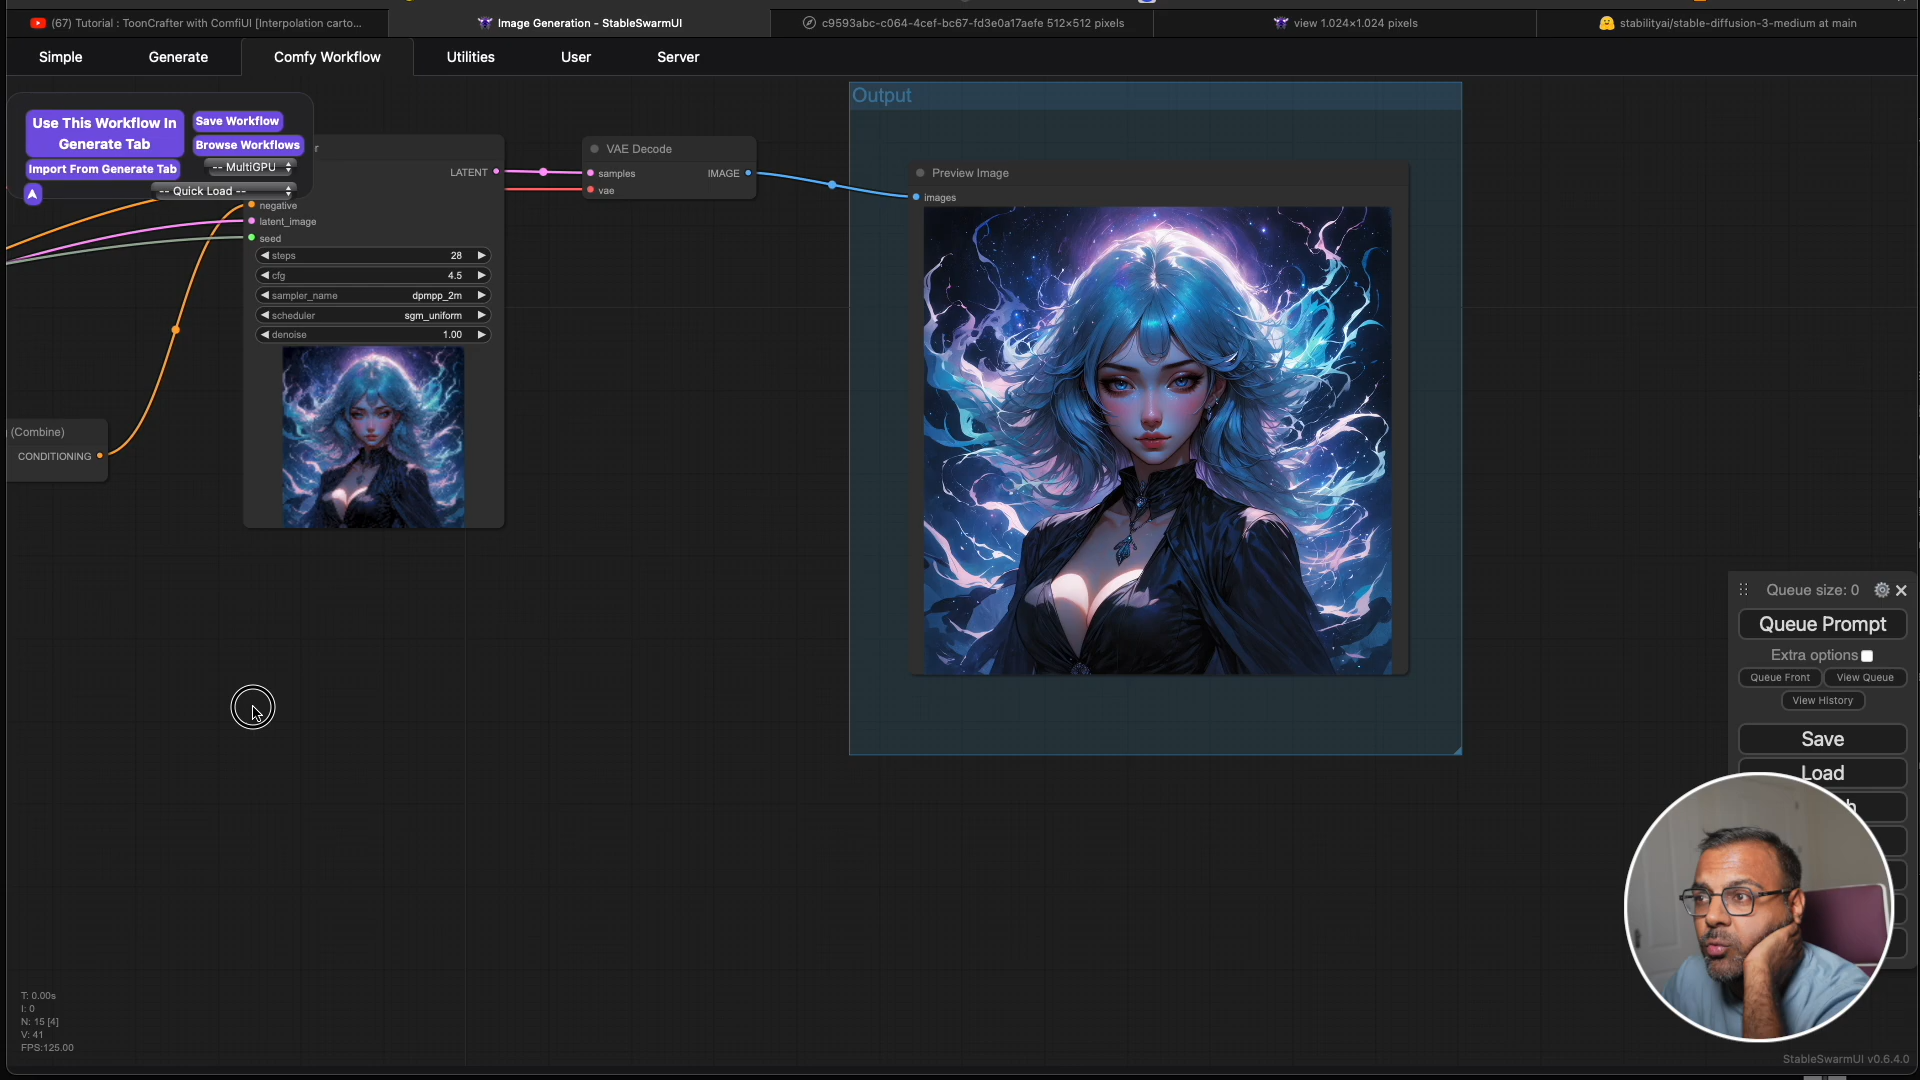 (67) Tutorial : ToonCrafter with ComfiUI [Interpolation carto...
Image Generation - StableSwarmUI
c9593abc-c064-4cef-bc67-fd3e0a17aefe 512×512 pixels
view 1.024×1.024 pixels
stabilityai/stable-diffusion-3-medium at main
Simple
Generate
Comfy Workflow
Utilities
User
Server
Use This Workflow In
Generate Tab
Save Workflow
Browse Workflows
Import From Generate Tab
-- MultiGPU
-- Quick Load --
r
LATENT
negative
latent_image
seed
steps 28
cfg 4.5
sampler_name dpmpp_2m
scheduler sgm_uniform
denoise 1.00
(Combine)
CONDITIONING
VAE Decode
samples
IMAGE
vae
Output
Preview Image
images
Queue size: 0
Queue Prompt
Extra options
Queue Front
View Queue
View History
Save
Load
T: 0.00s
I: 0
N: 15 [4]
V: 41
FPS:125.00
StableSwarmUI v0.6.4.0